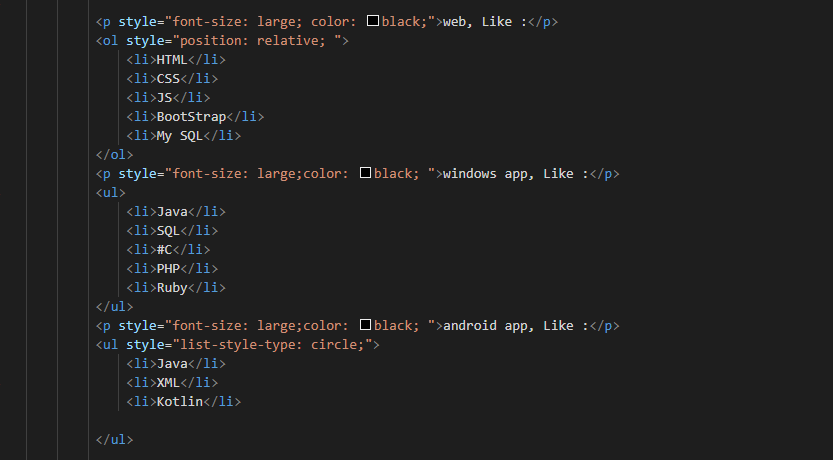 <p style="font-size: large; color: black;">web, Like :</p>
<ol style="position: relative; ">
<li>HTML</li>
<li>CSS</li>
<li>JS</li>
<li>BootStrap</li>
<li>My SQL</li>
</ol>
<p style="font-size: large;color: black; ">windows app, Like :</p>
<ul>
<li>Java</li>
<li>SQL</li>
<li>#C</li>
<li>PHP</li>
<li>Ruby</li>
</ul>
<p style="font-size: large;color: black; ">android app, Like :</p>
<ul style="list-style-type: circle;">
<li>Java</li>
<li>XML</li>
<li>Kotlin</li>
</ul>